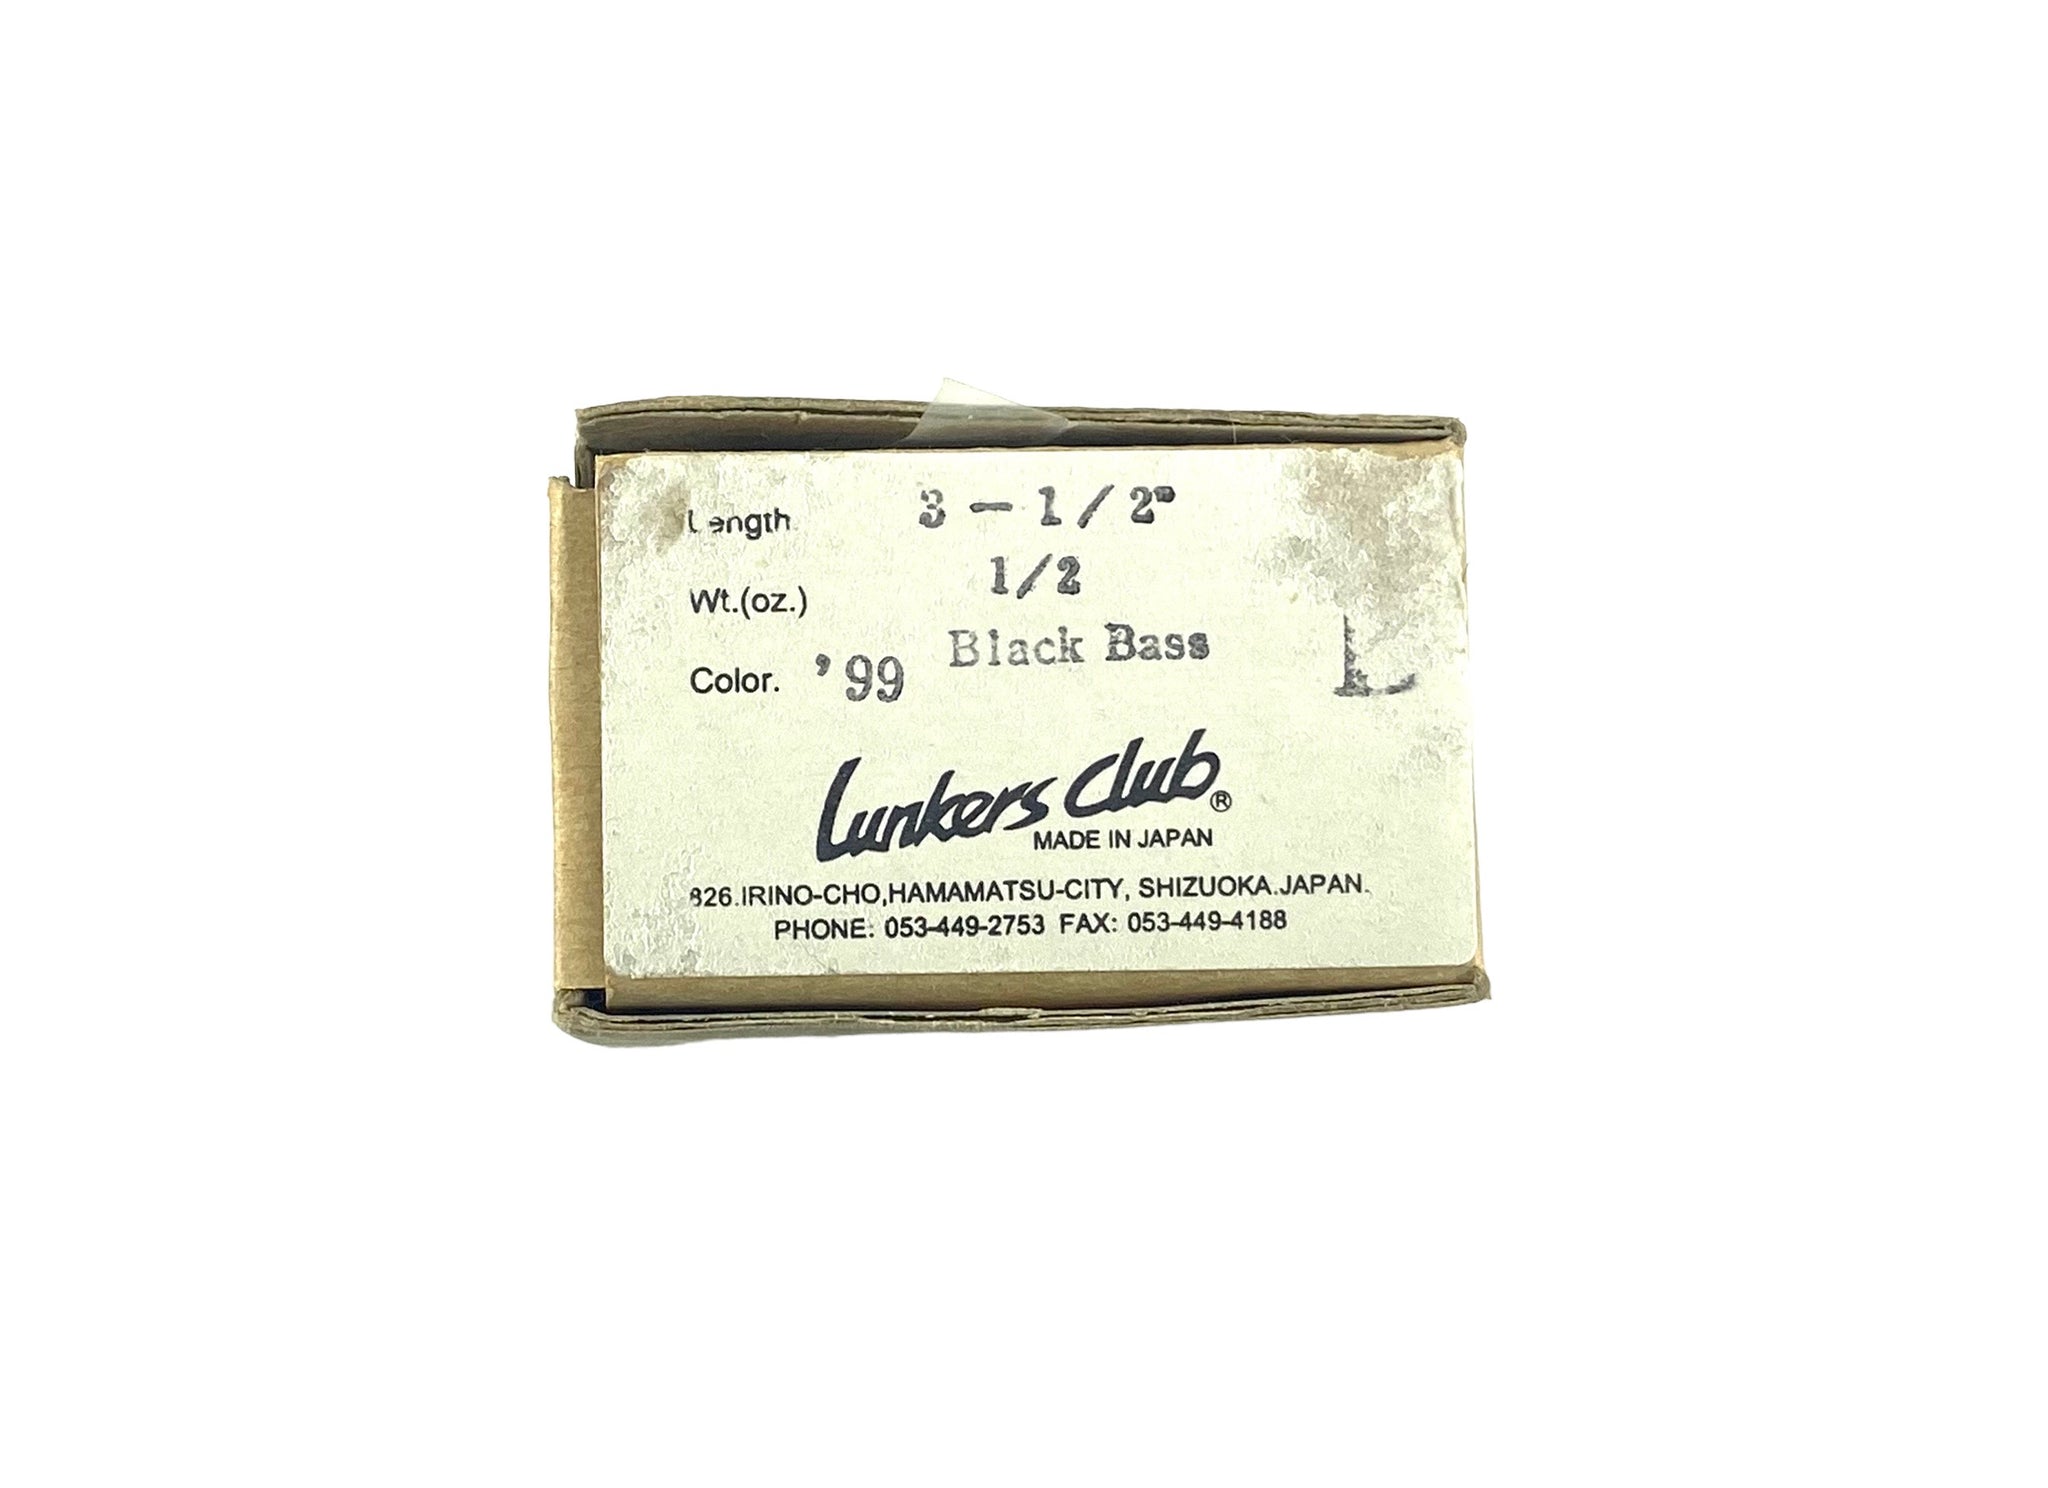 Length 3-1/2"
Wt.(oz.) 1/2
Color. '99 Black Bass
Lunkers Club®
MADE IN JAPAN
826.IRINO-CHO,HAMAMATSU-CITY, SHIZUOKA.JAPAN.
PHONE: 053-449-2753 FAX: 053-449-4188